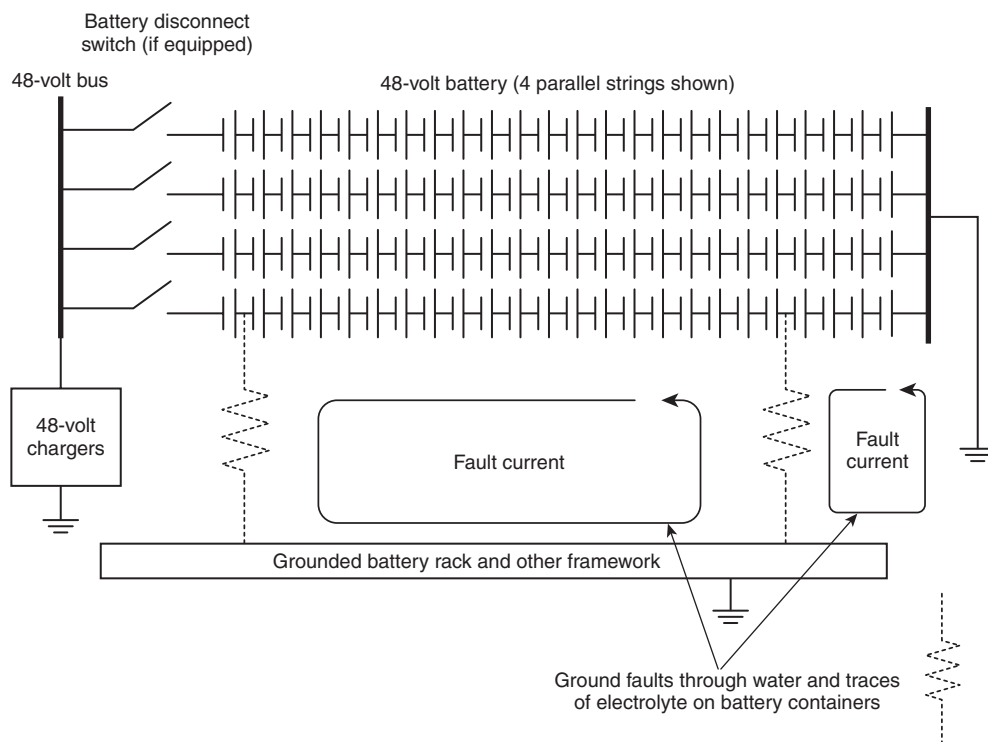 Battery disconnect
switch (if equipped)
48-volt bus
48-volt battery (4 parallel strings shown)
48-volt
chargers
Fault current
Fault
current
Grounded battery rack and other framework
Ground faults through water and traces
of electrolyte on battery containers